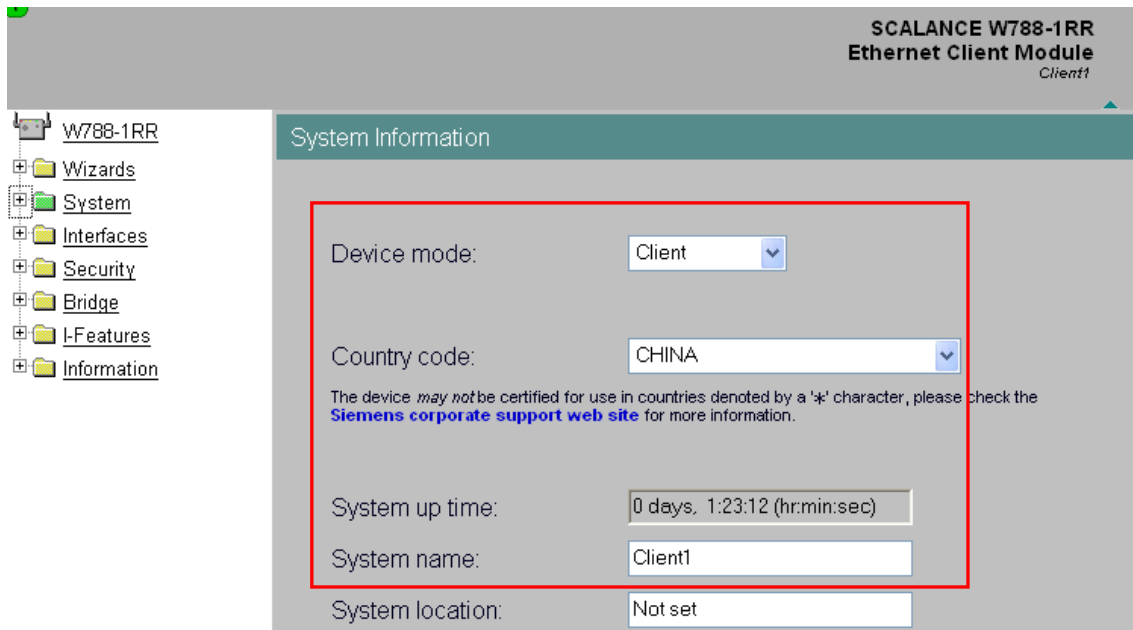 SCALANCE W788-1RR
Ethernet Client Module
Client1
W788-1RR
Wizards
System
Interfaces
Security
Bridge
I-Features
Information
System Information
Device mode: Client
Country code: CHINA
The device may not be certified for use in countries denoted by a '*' character, please check the
Siemens corporate support web site for more information.
System up time: 0 days, 1:23:12 (hr:min:sec)
System name: Client1
System location: Not set